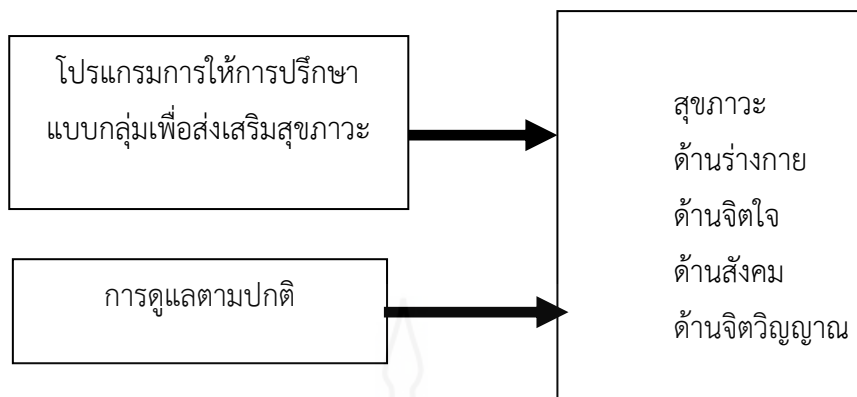 โปรแกรมการให้การปรึกษา
แบบกลุ่มเพื่อส่งเสริมสุขภาวะ
การดูแลตามปกติ
สุขภาวะ
ด้านร่างกาย
ด้านจิตใจ
ด้านสังคม
ด้านจิตวิญญาณ